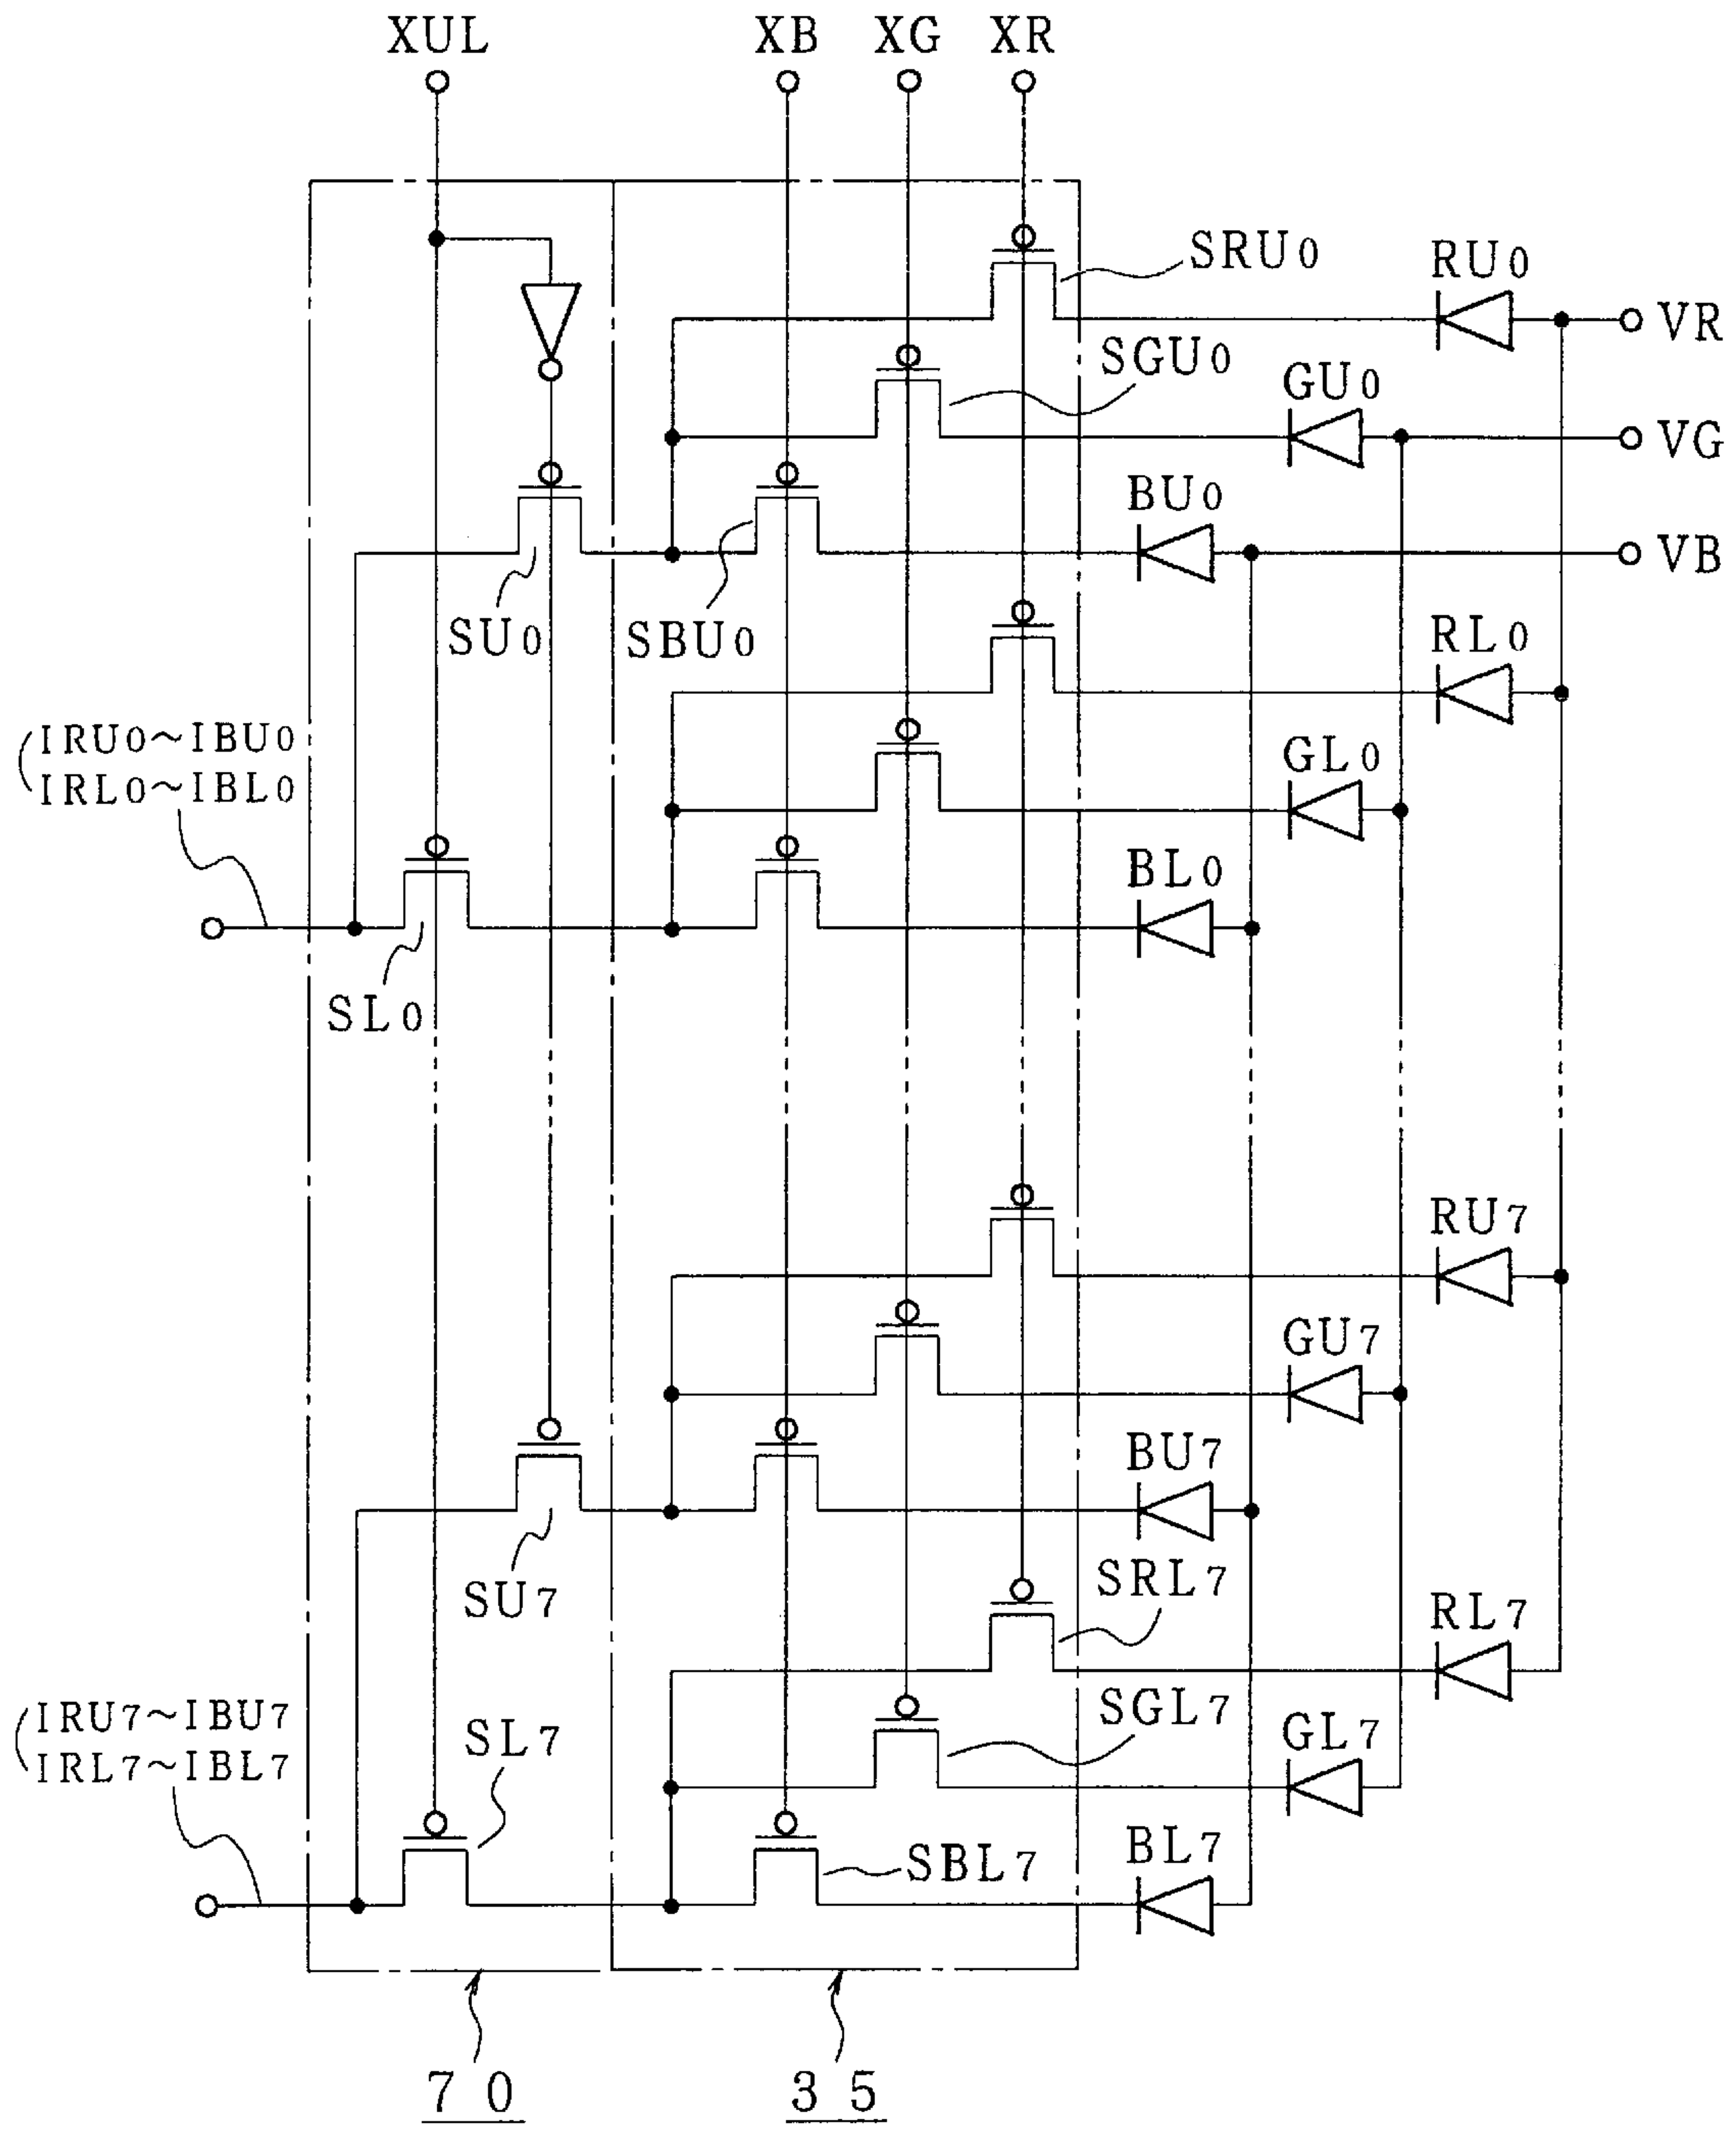 XUL XB XG XR
SRU0 RU0
VR
SGU0 GU0
VG
BU0
VB
SU0 SBU0
RL0
IRU0~IBU0
IRL0~IBL0
GL0
BL0
SL0
RU7
GU7
BU7
SU7
SRL7
RL7
IRU7~IBU7
IRL7~IBL7
SL7
SGL7
GL7
SBL7
BL7
70 35